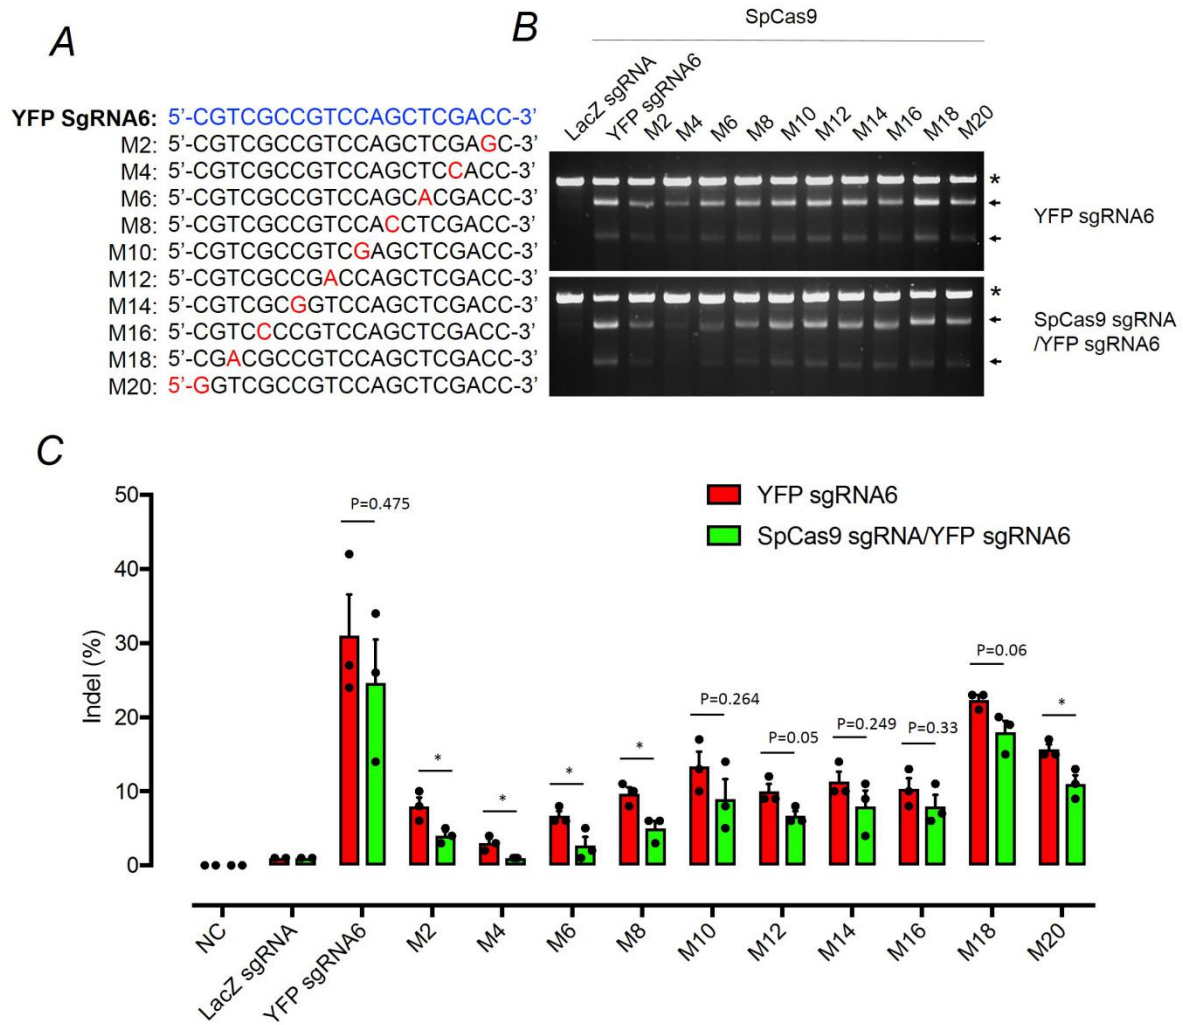 A
YFP SgRNA6: 5’-CGTCGCCGTCCAGCTCGACC-3’
M2: 5’-CGTCGCCGTCCAGCTCGAGC-3’
M4: 5’-CGTCGCCGTCCAGCTCCACC-3’
M6: 5’-CGTCGCCGTCCAGCACGACC-3’
M8: 5’-CGTCGCCGTCCACCTCGACC-3’
M10: 5’-CGTCGCCGTCGAGCTCGACC-3’
M12: 5’-CGTCGCCGACCAGCTCGACC-3’
M14: 5’-CGTCGCGGTCCAGCTCGACC-3’
M16: 5’-CGTCCCCGTCCAGCTCGACC-3’
M18: 5’-CGACGCCGTCCAGCTCGACC-3’
M20: 5’-GGTCGCCGTCCAGCTCGACC-3’
B
SpCas9
LacZ sgRNA
YFP sgRNA6
M2
M4
M6
M8
M10
M12
M14
M16
M18
M20
*
YFP sgRNA6
*
SpCas9 sgRNA
/YFP sgRNA6
C
YFP sgRNA6
SpCas9 sgRNA/YFP sgRNA6
Indel (%)
50
40
30
20
10
0
P=0.475
*
*
*
*
P=0.264
P=0.05
P=0.249
P=0.33
P=0.06
*
NC
LacZ sgRNA
YFP sgRNA6
M2
M4
M6
M8
M10
M12
M14
M16
M18
M20